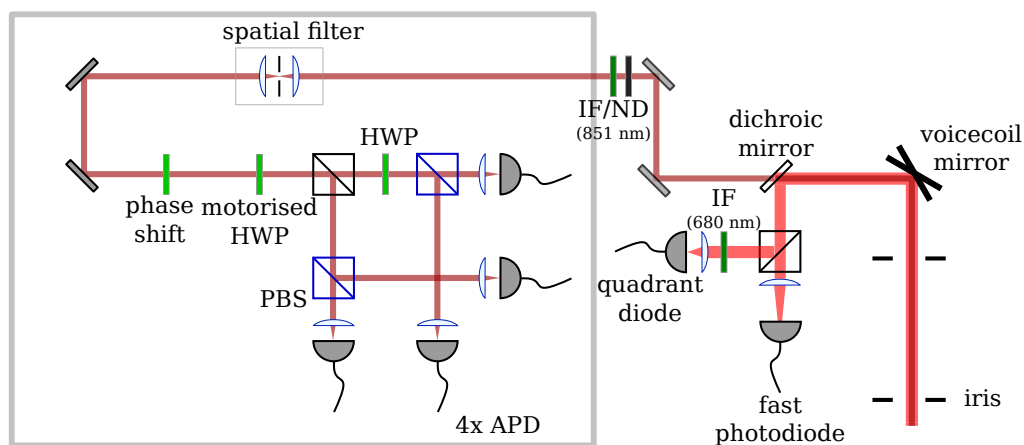 spatial filter
IF/ND
(851 nm)
dichroic
mirror
voicecoil
mirror
HWP
phase
shift
motorised
HWP
IF
(680 nm)
PBS
quadrant
diode
4x APD
fast
photodiode
iris